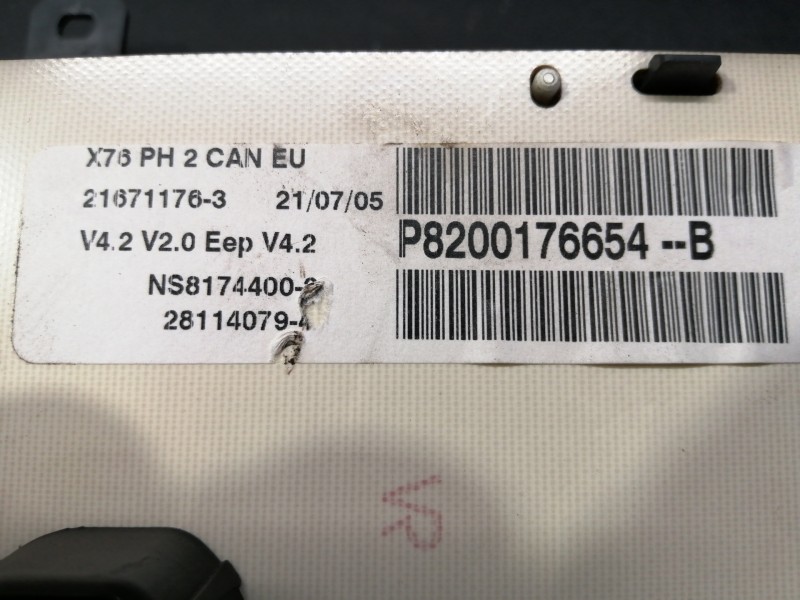 X76 PH 2 CAN EU
21671176-3 21/07/05
V4.2 V2.0 Eep V4.2
P8200176654 --B
28114079-4
VR